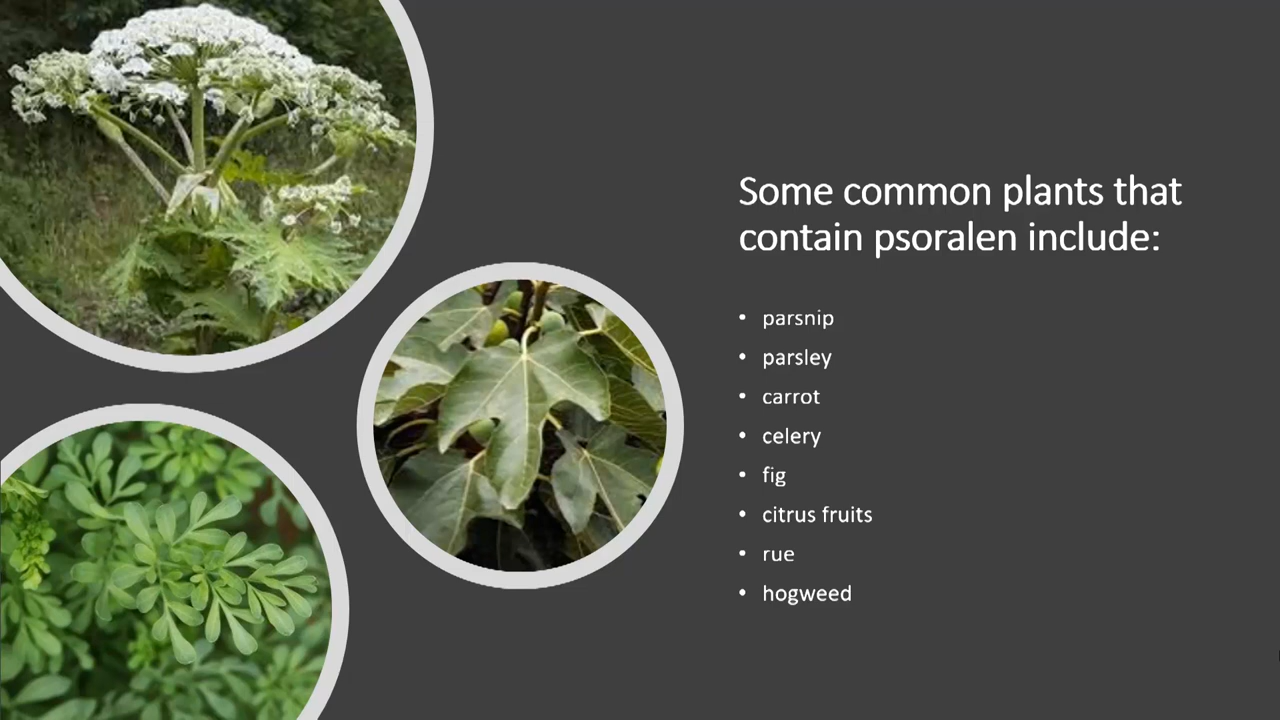 Some common plants that
contain psoralen include:
• parsnip
• parsley
• carrot
• celery
• fig
• citrus fruits
• rue
• hogweed